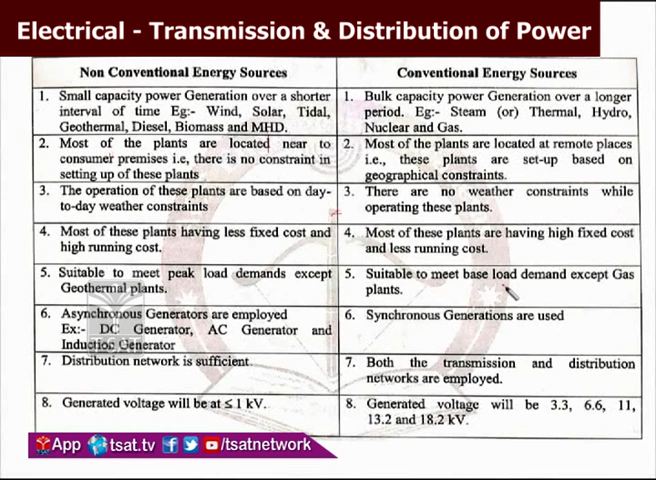 Electrical - Transmission & Distribution of Power
Non Conventional Energy Sources
1. Small capacity power Generation over a shorter
interval of time Eg:- Wind, Solar, Tidal,
Geothermal, Diesel, Biomass and MHD.
2. Most of the plants are located near to
consumer premises i.e, there is no constraint in
setting up of these plants
3. The operation of these plants are based on day-
to-day weather constraints
4. Most of these plants having less fixed cost and
high running cost.
5. Suitable to meet peak load demands except
Geothermal plants.
6. Asynchronous Generators are employed
Ex:- DC Generator, AC Generator and
Induction Generator
7. Distribution network is sufficient.
8. Generated voltage will be at ≤ 1 kV.
Conventional Energy Sources
1. Bulk capacity power Generation over a longer
period. Eg:- Steam (or) Thermal, Hydro,
Nuclear and Gas.
2. Most of the plants are located at remote places
i.e., these plants are set-up based on
geographical constraints.
3. There are no weather constraints while
operating these plants.
4. Most of these plants are having high fixed cost
and less running cost.
5. Suitable to meet base load demand except Gas
plants.
6. Synchronous Generations are used
7. Both the transmission and distribution
networks are employed.
8. Generated voltage will be 3.3, 6.6, 11,
13.2 and 18.2 kV.
App tsat.tv /tsatnetwork